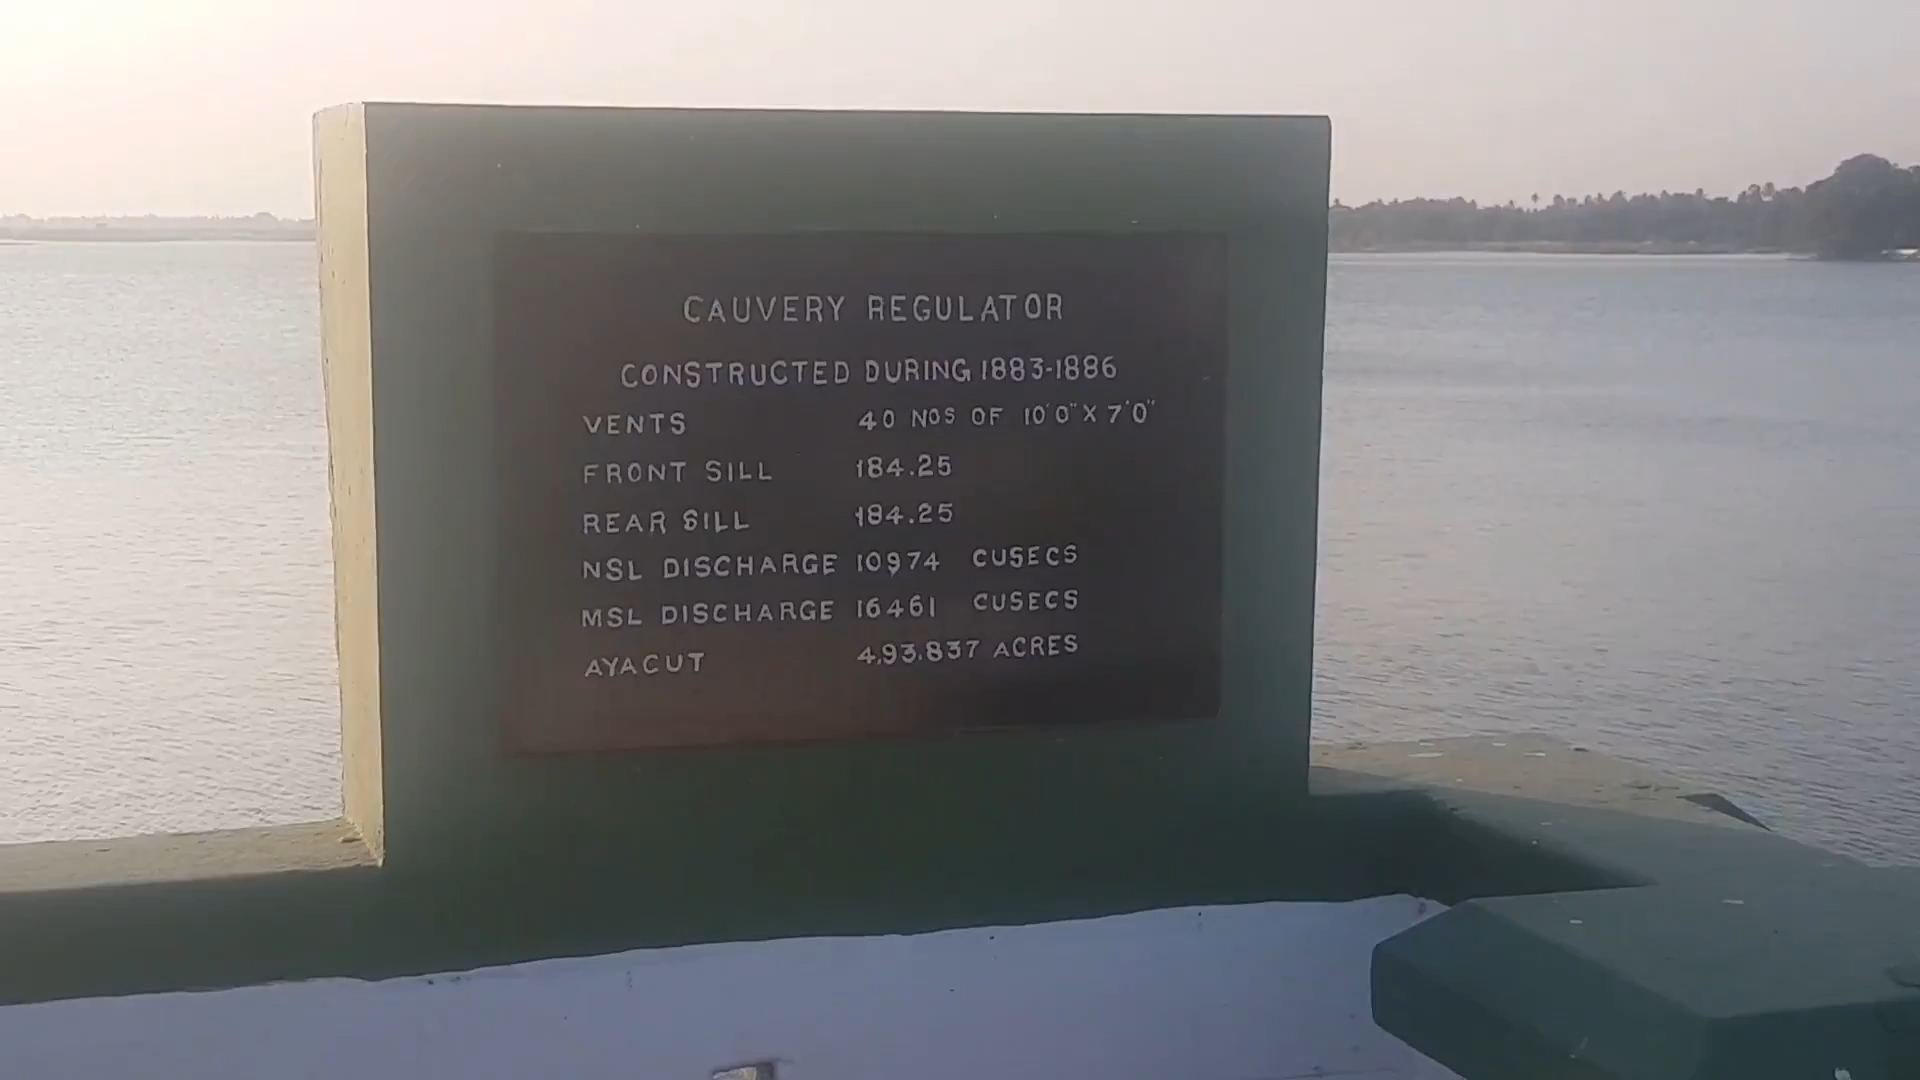 CAUVERY REGULATOR
CONSTRUCTED DURING 1883-1886
VENTS 40 NOS OF 10'0" X 7'0"
FRONT SILL 184.25
REAR SILL 184.25
NSL DISCHARGE 10974 CUSECS
MSL DISCHARGE 16461 CUSECS
AYACUT 4,93,837 ACRES